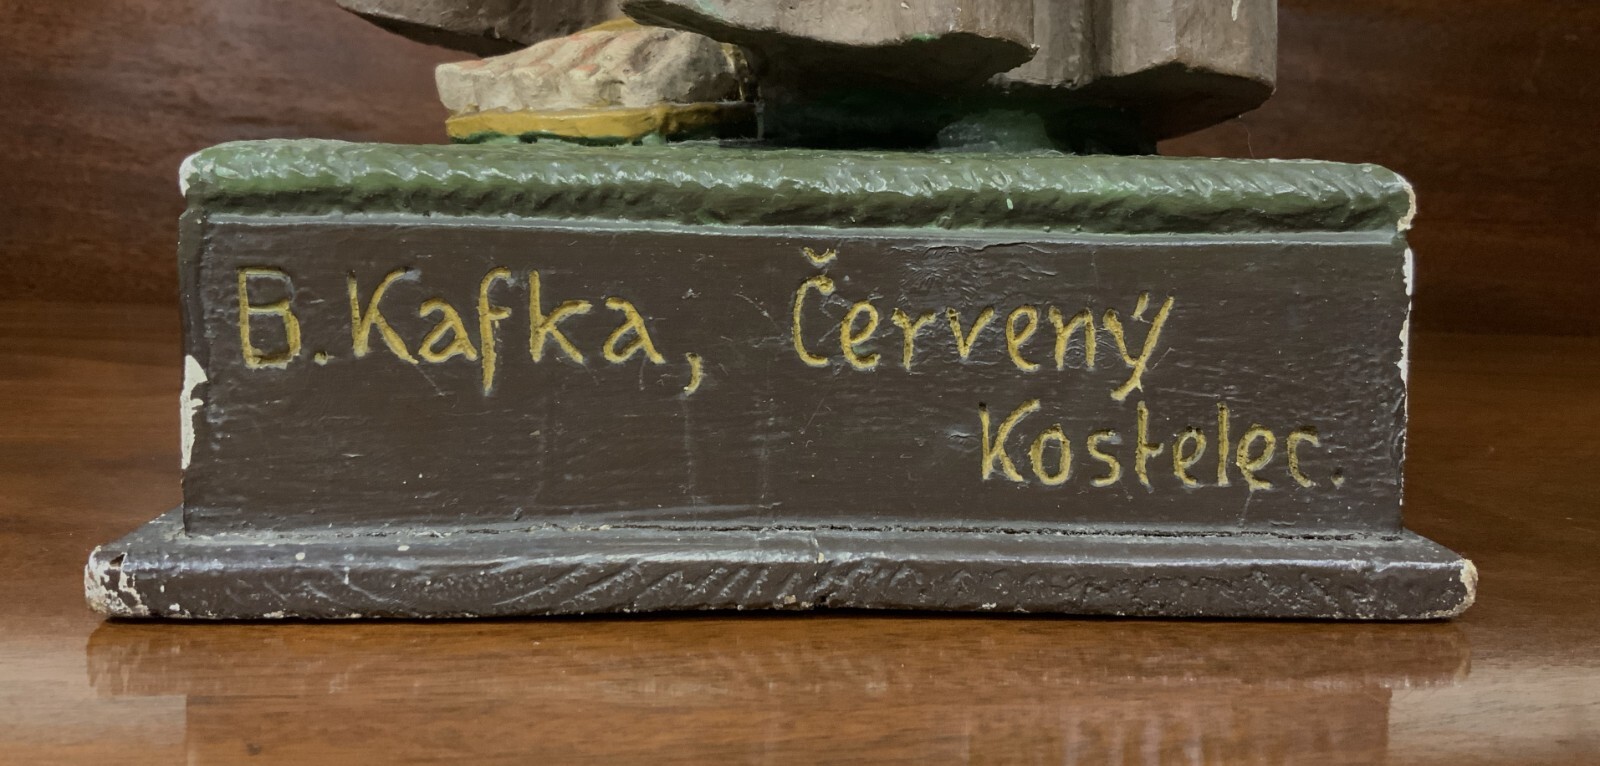 B. Kafka, Červený
Kostelec.